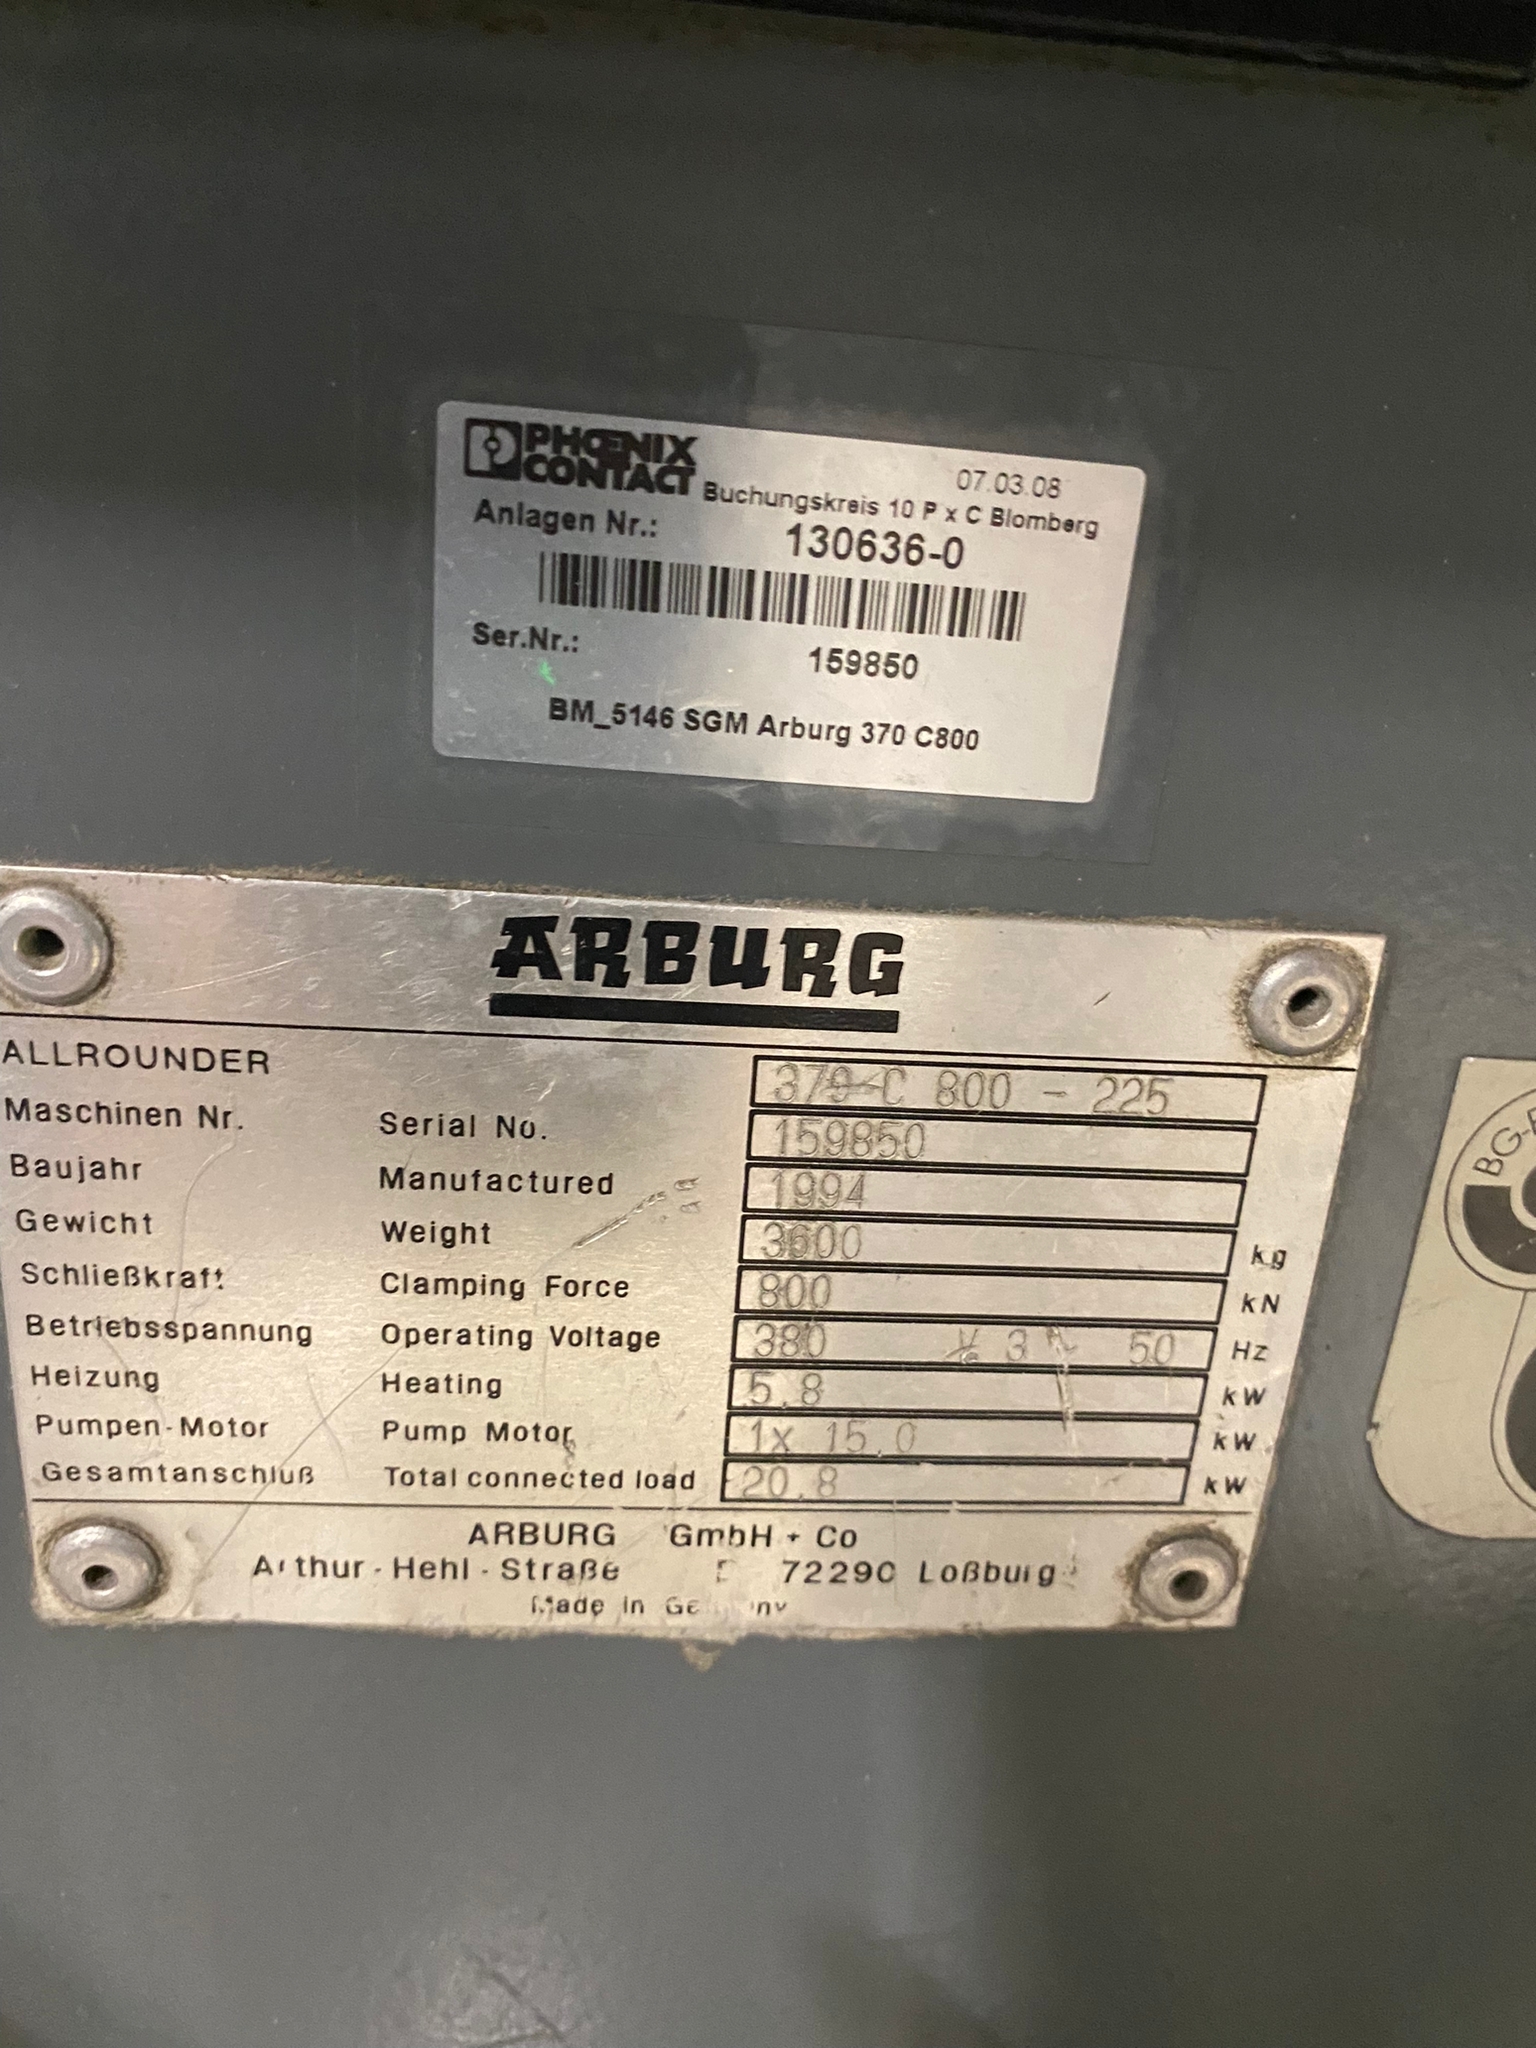 PHOENIX
CONTACT
07.03.08
Buchungskreis 10 P x C Blomberg
Anlagen Nr.: 130636-0
Ser.Nr.: 159850
BM_5146 SGM Arburg 370 C800
ARBURG
ALLROUNDER 370 C 800 - 225
Maschinen Nr. Serial No. 159850
Baujahr Manufactured 1994
Gewicht Weight 3600 kg
Schließkraft Clamping Force 800 kN
Betriebsspannung Operating Voltage 380 V 3 ~ 50 Hz
Heizung Heating 5.8 kW
Pumpen-Motor Pump Motor 1x 15.0 kW
Gesamtanschluß Total connected load 20.8 kW
ARBURG GmbH + Co
Arthur-Hehl-Straße 72290 Loßburg
Made in Germany